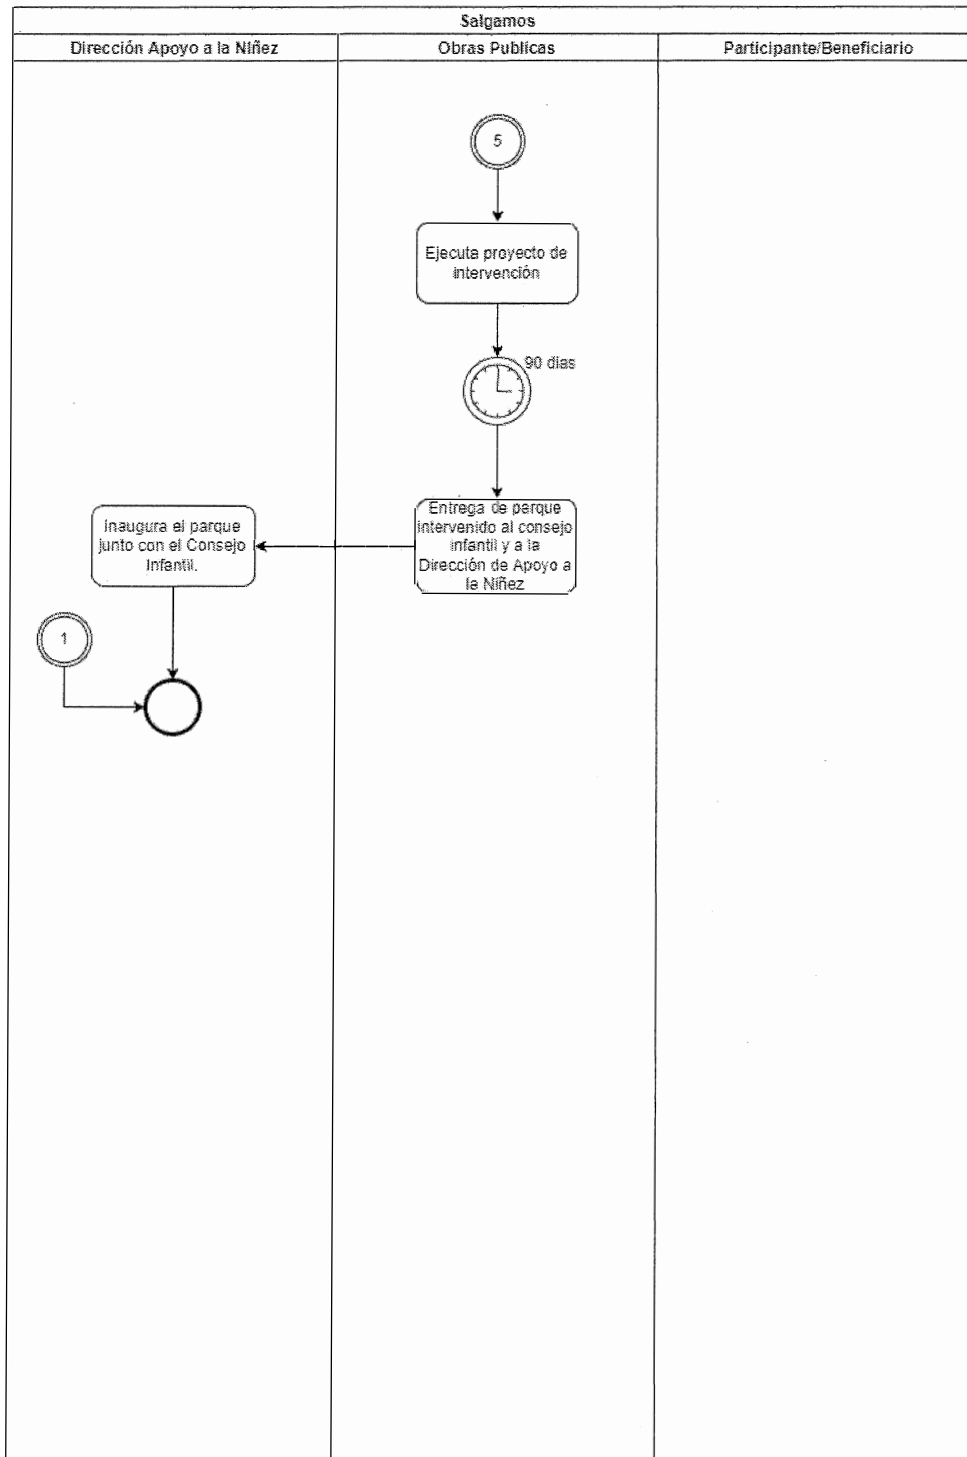 Salgamos
Dirección Apoyo a la Niñez
Obras Publicas
Participante/Beneficiario
5
Ejecuta proyecto de
intervención
90 dias
Entrega de parque
intervenido al consejo
infantil y a la
Dirección de Apoyo a
la Niñez
Inaugura el parque
junto con el Consejo
Infantil.
1